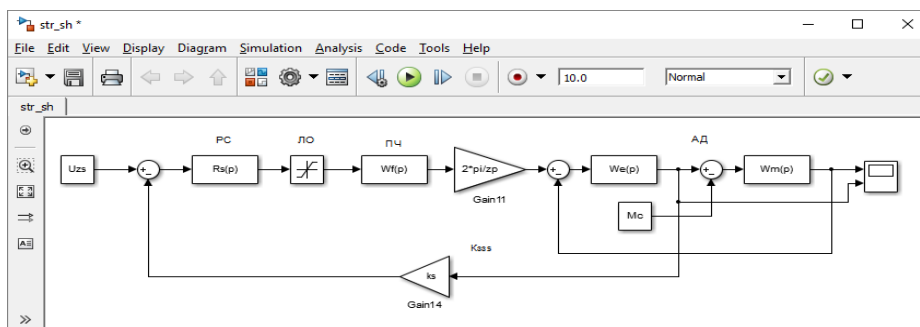 str_sh *
File Edit View Display Diagram Simulation Analysis Code Tools Help
10.0 Normal
str_sh
РС ЛО ПЧ АД
Uzs Rs(p) Wf(p) 2*pi/zp We(p) Wm(p)
Gain11
Mc
Kззs
ks
Gain14